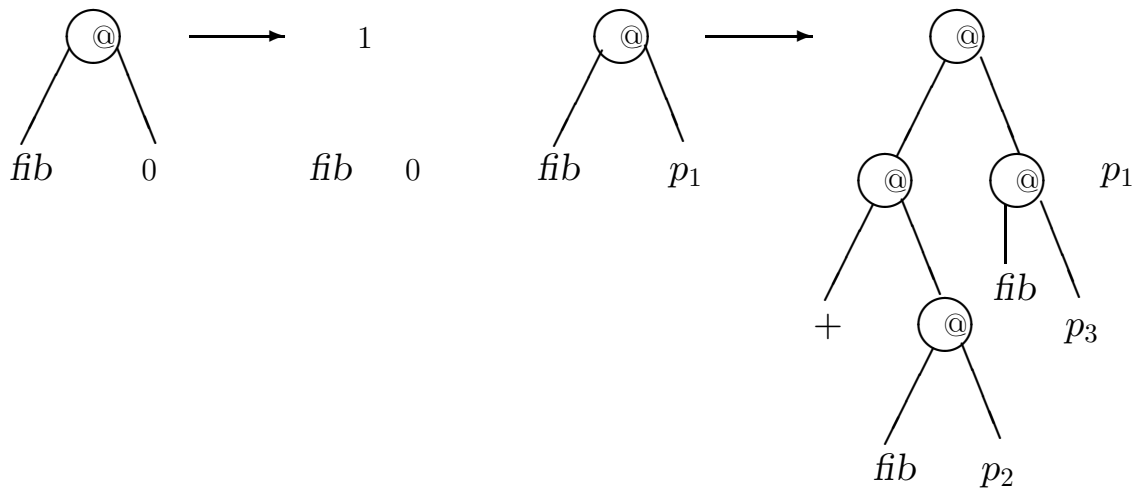 @ 1 @ @
fib 0 fib 0 fib p₁ @ @ p₁
fib
+ @ p₃
fib p₂